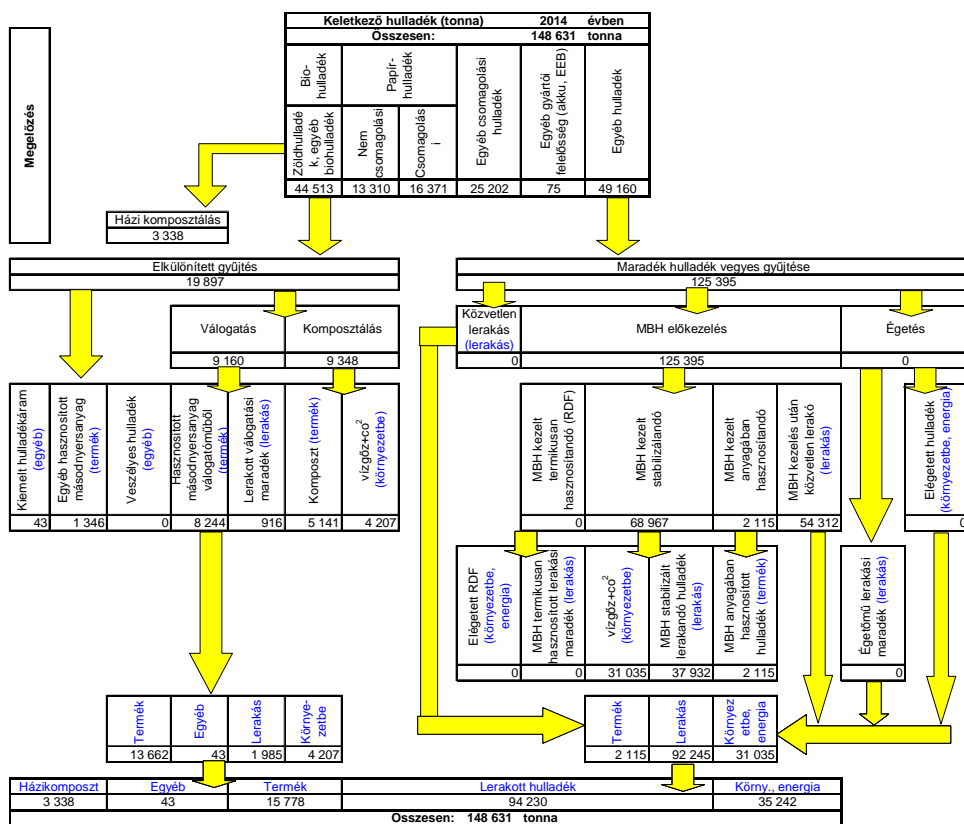 Keletkező hulladék (tonna) 2014 évben
Összesen: 148 631 tonna
Megelőzés
Bio-
hulladék
Papír-
hulladék
Zöldhulladé
k, egyéb
biohulladék
Nem
csomagolási
Csomagolás
i
Egyéb csomagolási
hulladék
Egyéb gyártói
felelősség (akku, EEB)
Egyéb hulladék
44 513 13 310 16 371 25 202 75 49 160
Házi komposztálás
3 338
Elkülönített gyűjtés
19 897
Maradék hulladék vegyes gyűjtése
125 395
Válogatás
9 160
Komposztálás
9 348
Közvetlen
lerakás
(lerakás)
0
MBH előkezelés
125 395
Égetés
0
Kiemelt hulladékáram
(egyéb)
43
Egyéb hasznosított
másodnyersanyag
(termék)
1 346
Veszélyes hulladék
(egyéb)
0
Hasznosított
másodnyersanyag
válogatóműből
(termék)
8 244
Lerakott válogatási
maradék (lerakás)
916
Komposzt (termék)
5 141
vízgőz+co²
(környezetbe)
4 207
MBH kezelt
termikusan
hasznosítandó (RDF)
0
MBH kezelt
stabilizálandó
68 967
MBH kezelt
anyagában
hasznosítandó
2 115
MBH kezelés után
közvetlen lerakó
(lerakás)
54 312
Elégetett hulladék
(környezetbe, energia)
0
Elégetett RDF
(környezetbe,
energia)
0
MBH termikusan
hasznosított lerakási
maradék (lerakás)
0
vízgőz+co²
(környezetbe)
31 035
MBH stabilizált
lerakandó hulladék
(lerakás)
37 932
MBH anyagában
hasznosított
hulladék (termék)
2 115
Égetőmű lerakási
maradék (lerakás)
0
Termék
Egyéb
Lerakás
Környe-
zetbe
13 662 43 1 985 4 207
Termék
Lerakás
Környez
etbe,
energia
2 115 92 245 31 035
Házikomposzt Egyéb Termék Lerakott hulladék Körny., energia
3 338 43 15 778 94 230 35 242
Összesen: 148 631 tonna